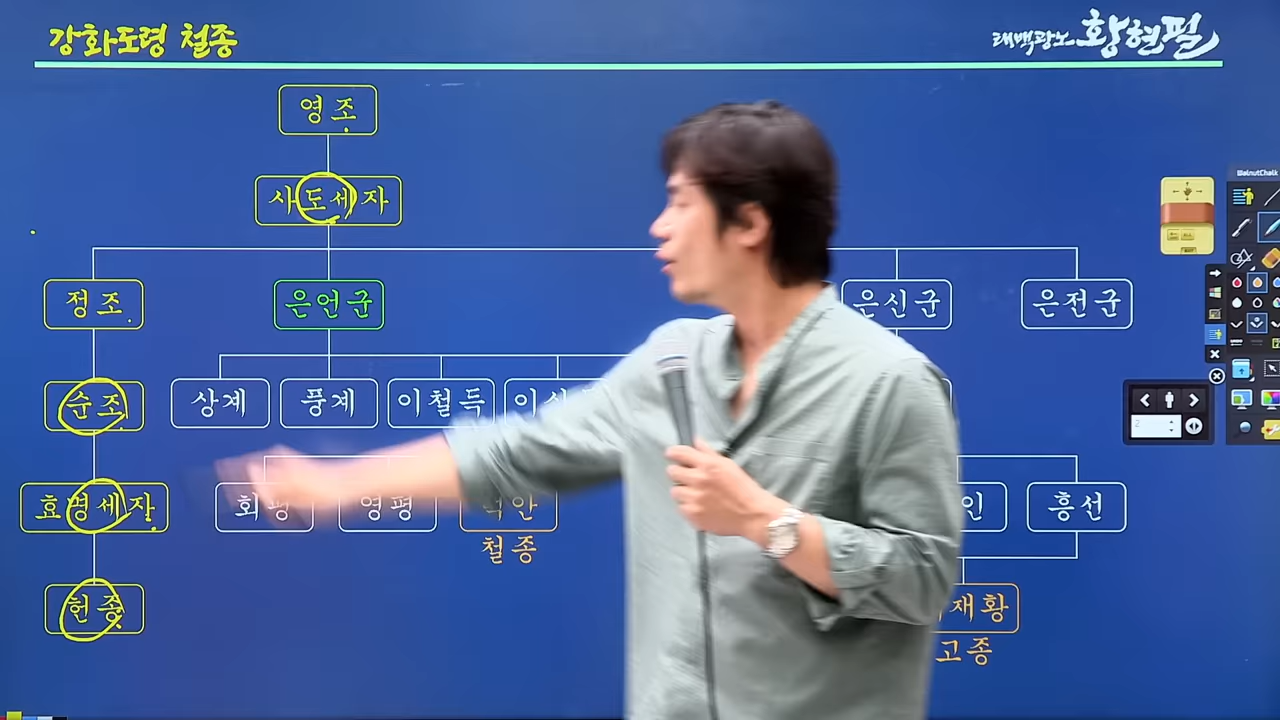 강화도령 철종
태백광노 황현필
영조
사도세자
정조
은언군
은신군
은전군
순조
상계
풍계
이철득
효명세자
영평
흥선
철종
헌종
재황
고종
WalnutChalk
2